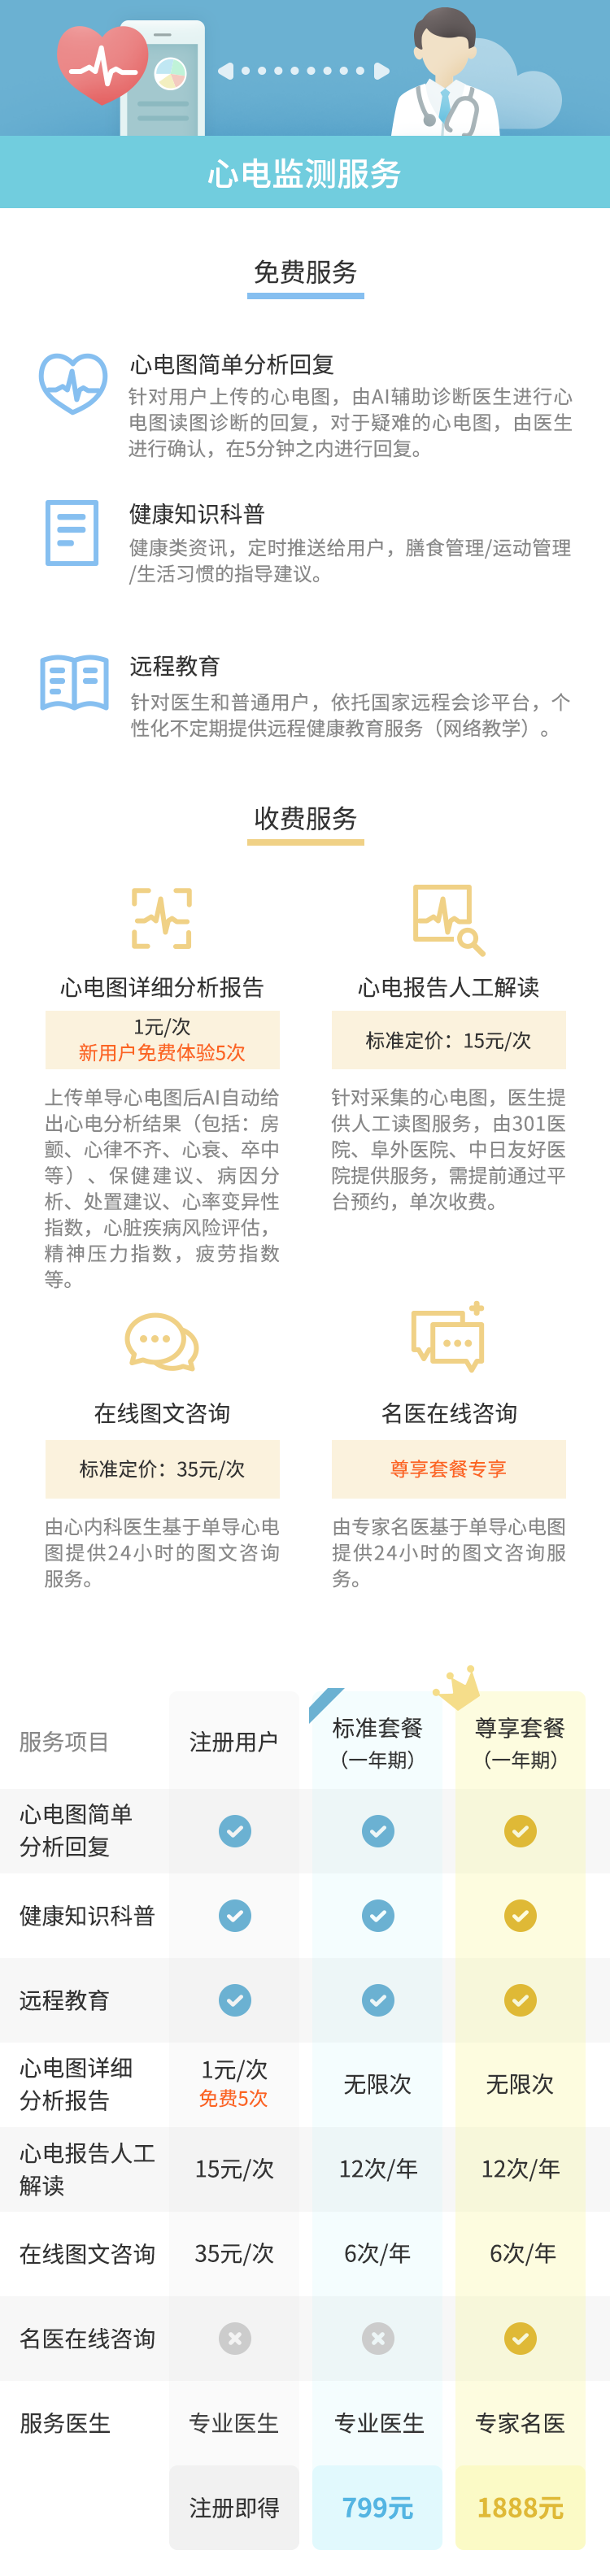 心电监测服务
免费服务
心电图简单分析回复
针对用户上传的心电图，由AI辅助诊断医生进行心
电图读图诊断的回复，对于疑难的心电图，由医生
进行确认，在5分钟之内进行回复。
健康知识科普
健康类资讯，定时推送给用户，膳食管理/运动管理
/生活习惯的指导建议。
远程教育
针对医生和普通用户，依托国家远程会诊平台，个
性化不定期提供远程健康教育服务（网络教学）。
收费服务
心电图详细分析报告
1元/次
新用户免费体验5次
上传单导心电图后AI自动给
出心电分析结果（包括：房
颤、心律不齐、心衰、卒中
等）、保健建议、病因分
析、处置建议、心率变异性
指数，心脏疾病风险评估，
精神压力指数，疲劳指数
等。
心电报告人工解读
标准定价：15元/次
针对采集的心电图，医生提
供人工读图服务，由301医
院、阜外医院、中日友好医
院提供服务，需提前通过平
台预约，单次收费。
在线图文咨询
标准定价：35元/次
由心内科医生基于单导心电
图提供24小时的图文咨询
服务。
名医在线咨询
尊享套餐专享
由专家名医基于单导心电图
提供24小时的图文咨询服
务。
服务项目
注册用户
标准套餐
（一年期）
尊享套餐
（一年期）
心电图简单
分析回复
健康知识科普
远程教育
心电图详细
分析报告
1元/次
免费5次
无限次
无限次
心电报告人工
解读
15元/次
12次/年
12次/年
在线图文咨询
35元/次
6次/年
6次/年
名医在线咨询
服务医生
专业医生
专业医生
专家名医
注册即得
799元
1888元